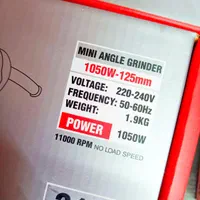 MINI ANGLE GRINDER
1050W-125mm
VOLTAGE: 220-240V
FREQUENCY: 50-60Hz
WEIGHT: 1.9KG
POWER 1050W
11000 RPM NO LOAD SPEED